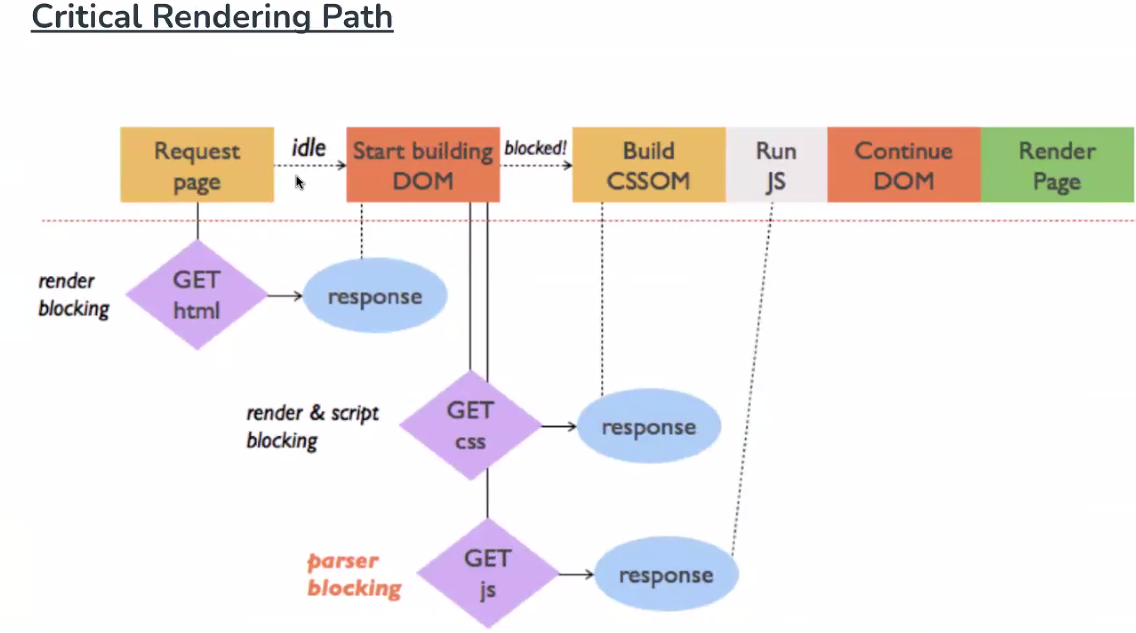 Critical Rendering Path
Request
page
idle
Start building
DOM
blocked!
Build
CSSOM
Run
JS
Continue
DOM
Render
Page
render
blocking
GET
html
response
render & script
blocking
GET
css
response
parser
blocking
GET
js
response